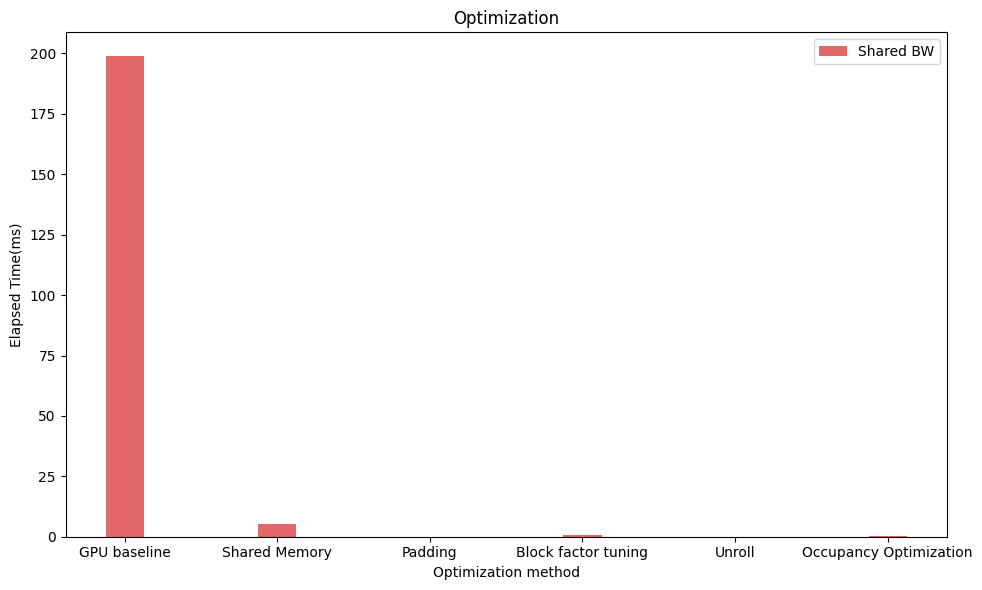 Optimization
Shared BW
Elapsed Time(ms)
200
175
150
125
100
75
50
25
0
GPU baseline
Shared Memory
Padding
Block factor tuning
Unroll
Occupancy Optimization
Optimization method